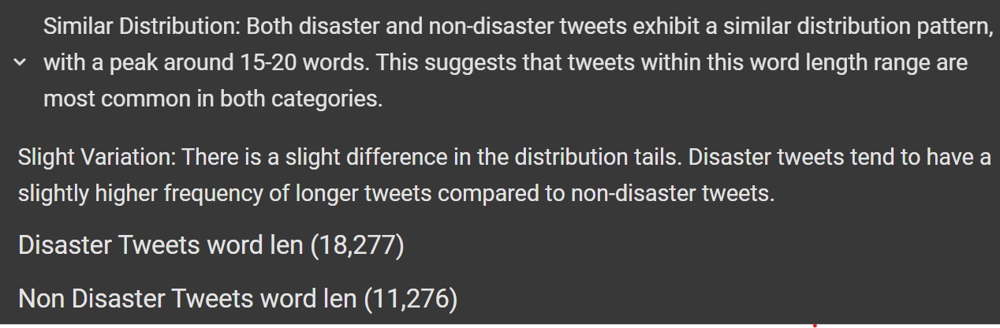 Similar Distribution: Both disaster and non-disaster tweets exhibit a similar distribution pattern,
with a peak around 15-20 words. This suggests that tweets within this word length range are
most common in both categories.
Slight Variation: There is a slight difference in the distribution tails. Disaster tweets tend to have a
slightly higher frequency of longer tweets compared to non-disaster tweets.
Disaster Tweets word len (18,277)
Non Disaster Tweets word len (11,276)